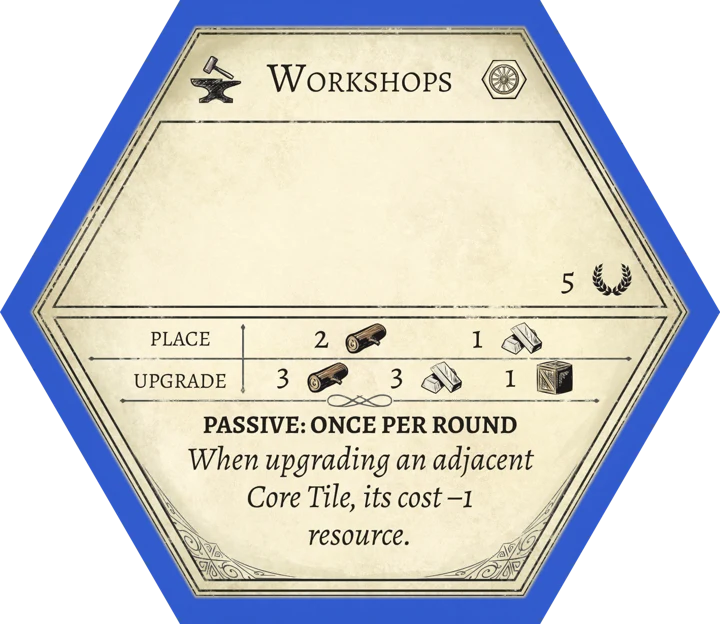 WORKSHOPS
5
PLACE 2 1
UPGRADE 3 3 1
PASSIVE: ONCE PER ROUND
When upgrading an adjacent
Core Tile, its cost –1
resource.